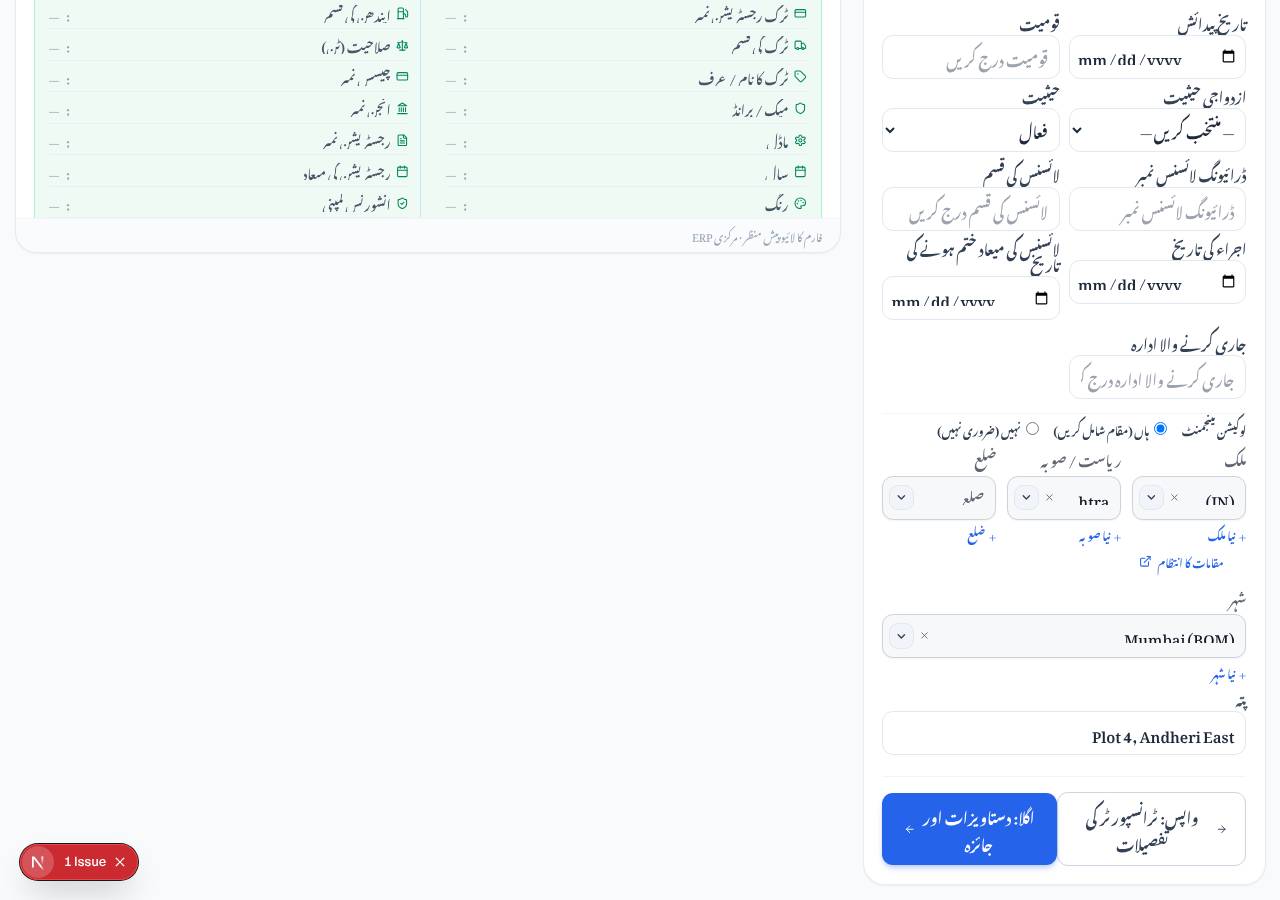 تاریخ پیدائش
قومیت
mm/dd/yyyy
قومیت درج کریں
ازدواجی حیثیت
حیثیت
—منتخب کریں—
فعال
ڈرائیونگ لائسنس نمبر
لائسنس کی قسم
ڈرائیونگ لائسنس نمبر
لائسنس کی قسم درج کریں
اجراء کی تاریخ
لائسنس کی میعاد ختم ہونے کی تاریخ
mm/dd/yyyy
mm/dd/yyyy
جاری کرنے والا ادارہ
جاری کرنے والا ادارہ درج
لوکیشن مینجمنٹ
ہاں (مقام شامل کریں)
نہیں (ضروری نہیں)
ملک
ریاست / صوبہ
ضلع
(IN)
htra
ضلع
+ نیا ملک
+ نیا صوبہ
+ ضلع
مقامات کا انتظام
شہر
Mumbai (BOM)
+ نیا شہر
پتہ
Plot 4, Andheri East
واپس: ٹرانسپورٹر کی تفصیلات
اگلا: دستاویزات اور جائزہ
ٹرک رجسٹریشن نمبر : —
ایندھن کی قسم : —
ٹرک کی قسم : —
صلاحیت (ٹن) : —
ٹرک کا نام / عرف : —
چیسس نمبر : —
میک / برانڈ : —
انجن نمبر : —
ماڈل : —
رجسٹریشن نمبر : —
سال : —
رجسٹریشن کی میعاد : —
رنگ : —
انشورنس کمپنی : —
فارم کا لائیو پیش منظر · مرکزی ERP
1 Issue